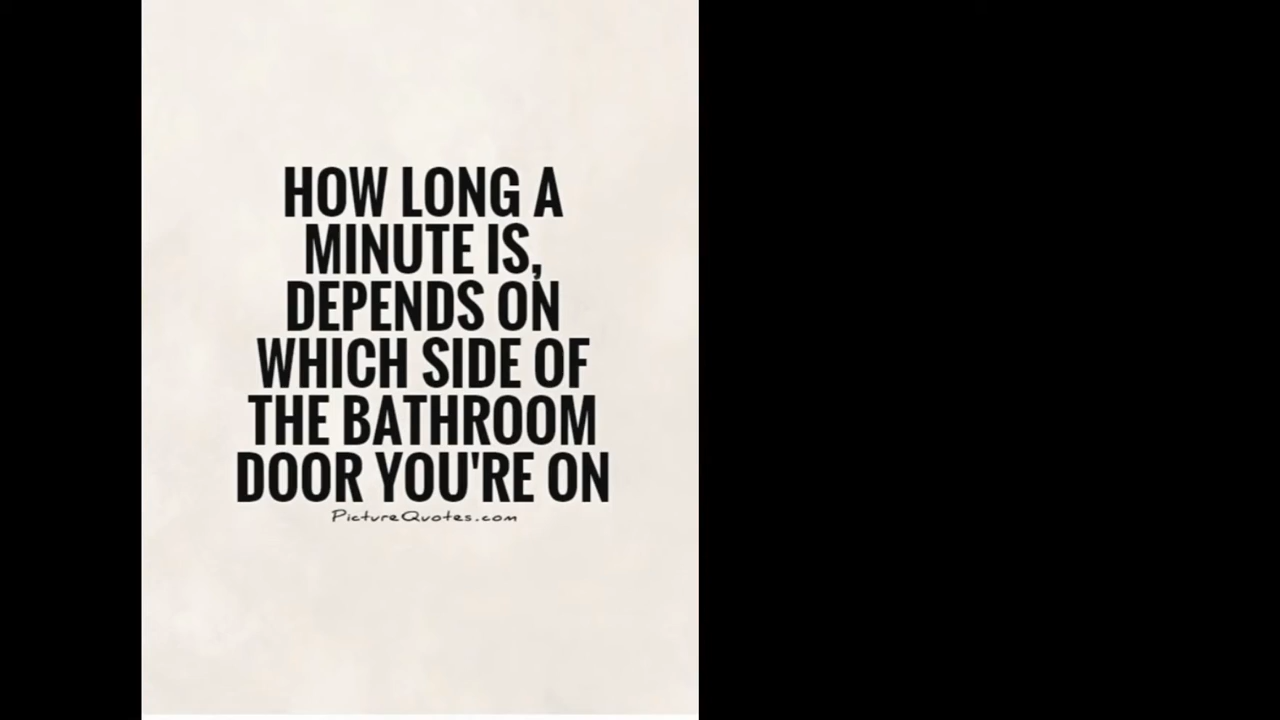 HOW LONG A
MINUTE IS,
DEPENDS ON
WHICH SIDE OF
THE BATHROOM
DOOR YOU'RE ON
PictureQuotes.com